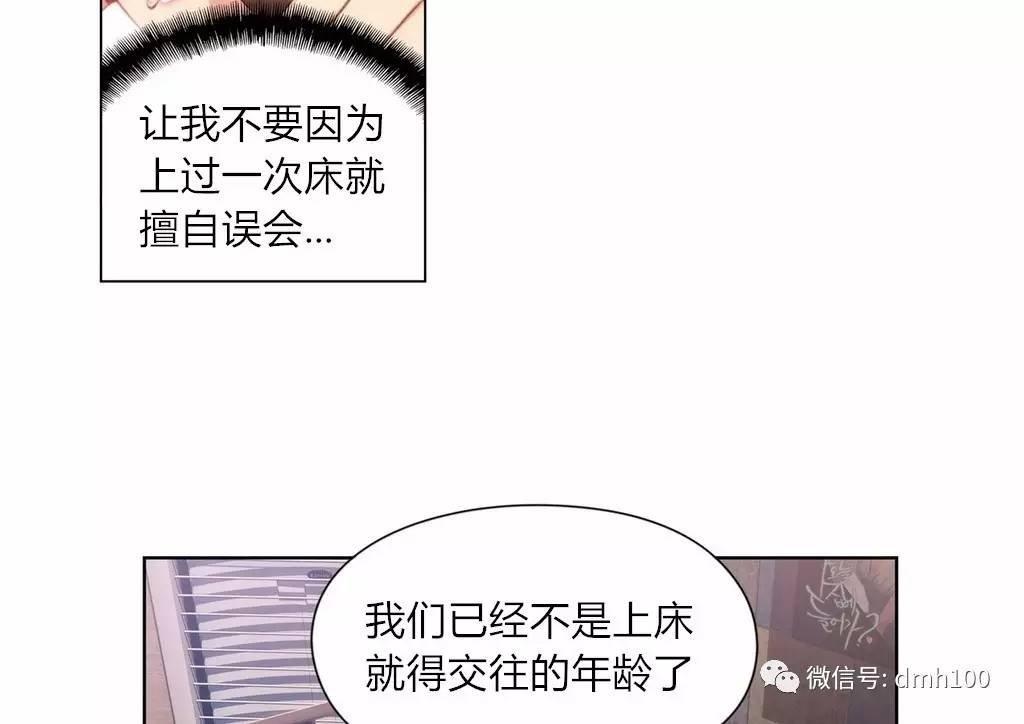 让我不要因为
上过一次床就
擅自误会...
我们已经不是上床
就得交往的年龄了
微信号: dmh100